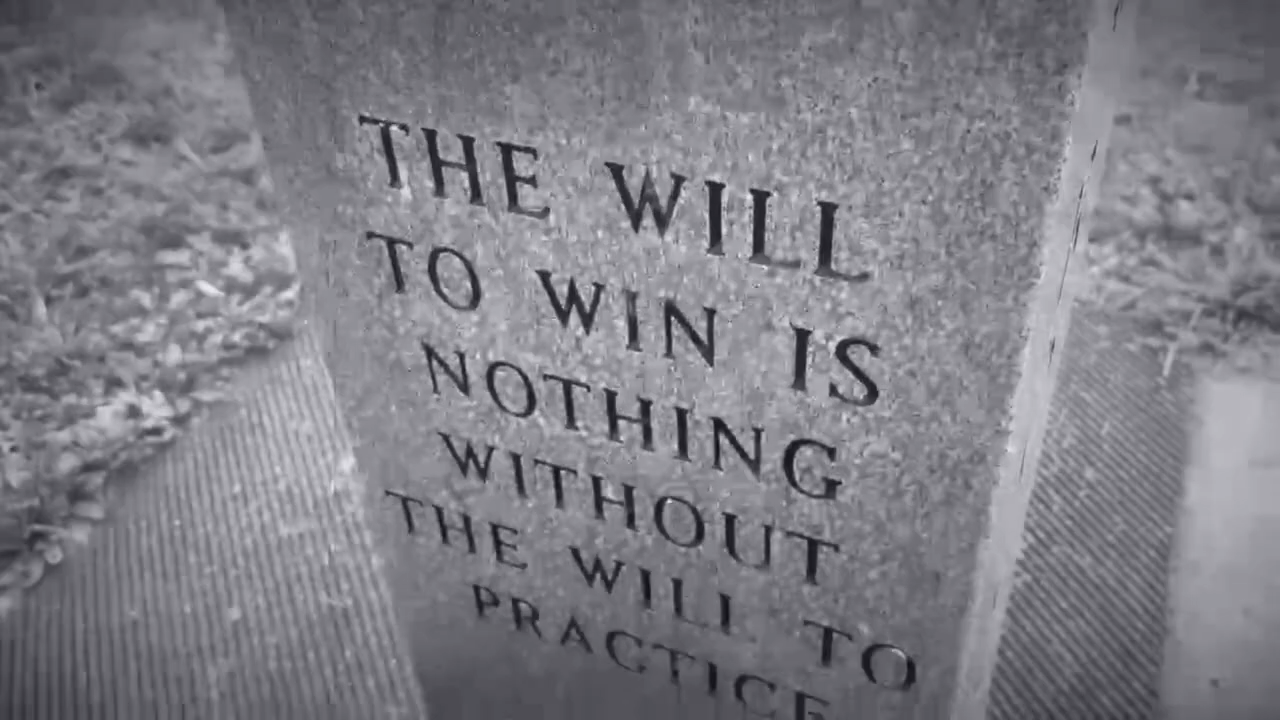 THE WILL
TO WIN IS
NOTHING
WITHOUT
THE WILL TO
PRACTICE